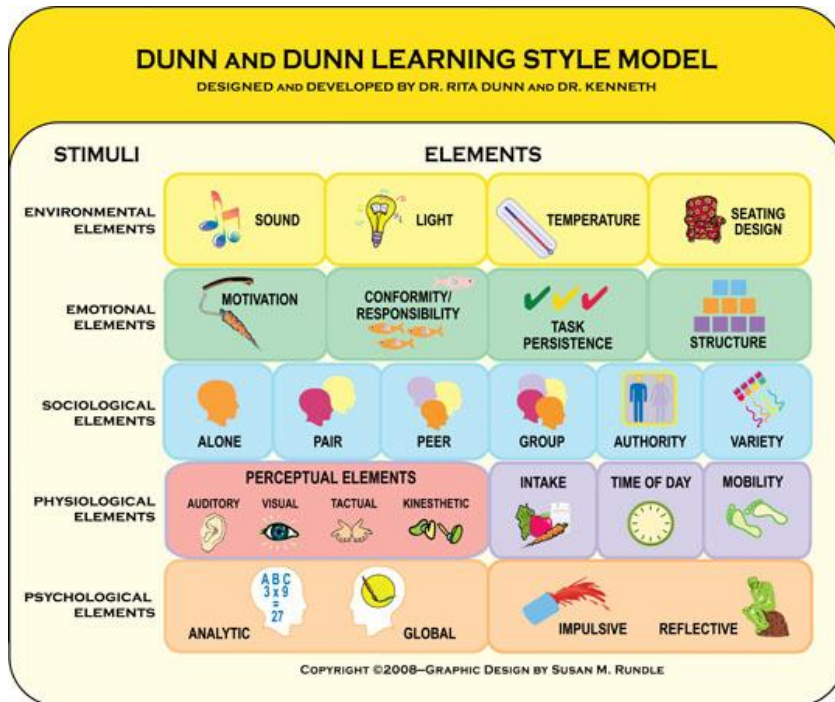 DUNN AND DUNN LEARNING STYLE MODEL
DESIGNED AND DEVELOPED BY DR. RITA DUNN AND DR. KENNETH
STIMULI
ELEMENTS
ENVIRONMENTAL
ELEMENTS
SOUND
LIGHT
TEMPERATURE
SEATING
DESIGN
EMOTIONAL
ELEMENTS
MOTIVATION
CONFORMITY/
RESPONSIBILITY
TASK
PERSISTENCE
STRUCTURE
SOCIOLOGICAL
ELEMENTS
ALONE
PAIR
PEER
GROUP
AUTHORITY
VARIETY
PHYSIOLOGICAL
ELEMENTS
PERCEPTUAL ELEMENTS
AUDITORY
VISUAL
TACTUAL
KINESTHETIC
INTAKE
TIME OF DAY
MOBILITY
PSYCHOLOGICAL
ELEMENTS
A B C
3 x 9
=
27
ANALYTIC
GLOBAL
IMPULSIVE
REFLECTIVE
COPYRIGHT ©2008–GRAPHIC DESIGN BY SUSAN M. RUNDLE